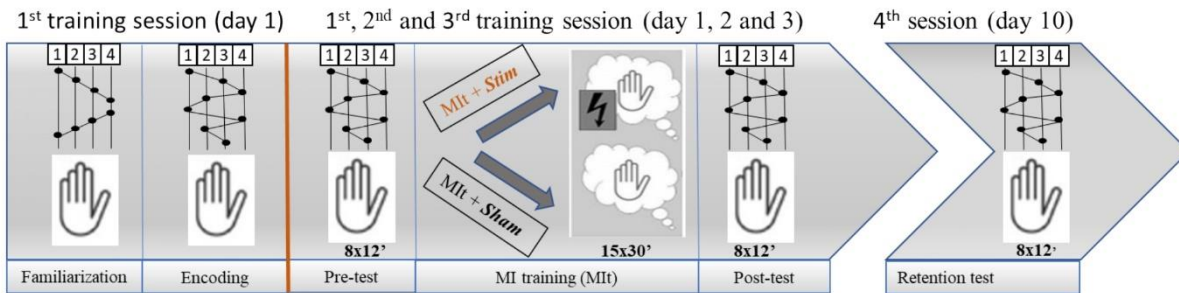 1st training session (day 1)
1st, 2nd and 3rd training session (day 1, 2 and 3)
4th session (day 10)
1 2 3 4
1 2 3 4
1 2 3 4
1 2 3 4
1 2 3 4
MIt + Stim
MIt + Sham
8x12’
15x30’
8x12’
8x12’
Familiarization
Encoding
Pre-test
MI training (MIt)
Post-test
Retention test